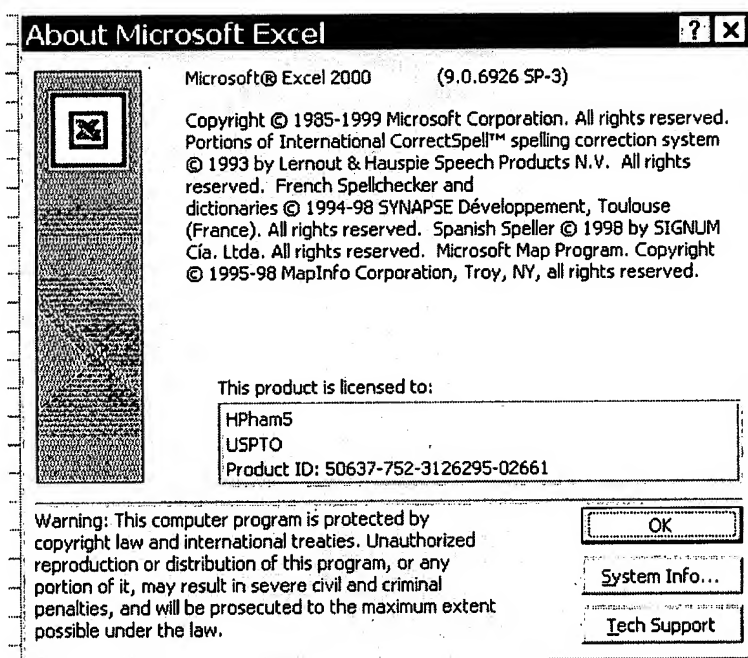 About Microsoft Excel
? X
Microsoft® Excel 2000 (9.0.6926 SP-3)
Copyright © 1985-1999 Microsoft Corporation. All rights reserved.
Portions of International CorrectSpell™ spelling correction system
© 1993 by Lernout & Hauspie Speech Products N.V. All rights
reserved. French Spellchecker and
dictionaries © 1994-98 SYNAPSE Développement, Toulouse
(France). All rights reserved. Spanish Speller © 1998 by SIGNUM
Cía. Ltda. All rights reserved. Microsoft Map Program. Copyright
© 1995-98 MapInfo Corporation, Troy, NY, all rights reserved.
This product is licensed to:
HPham5
USPTO
Product ID: 50637-752-3126295-02661
Warning: This computer program is protected by
copyright law and international treaties. Unauthorized
reproduction or distribution of this program, or any
portion of it, may result in severe civil and criminal
penalties, and will be prosecuted to the maximum extent
possible under the law.
OK
System Info...
Tech Support